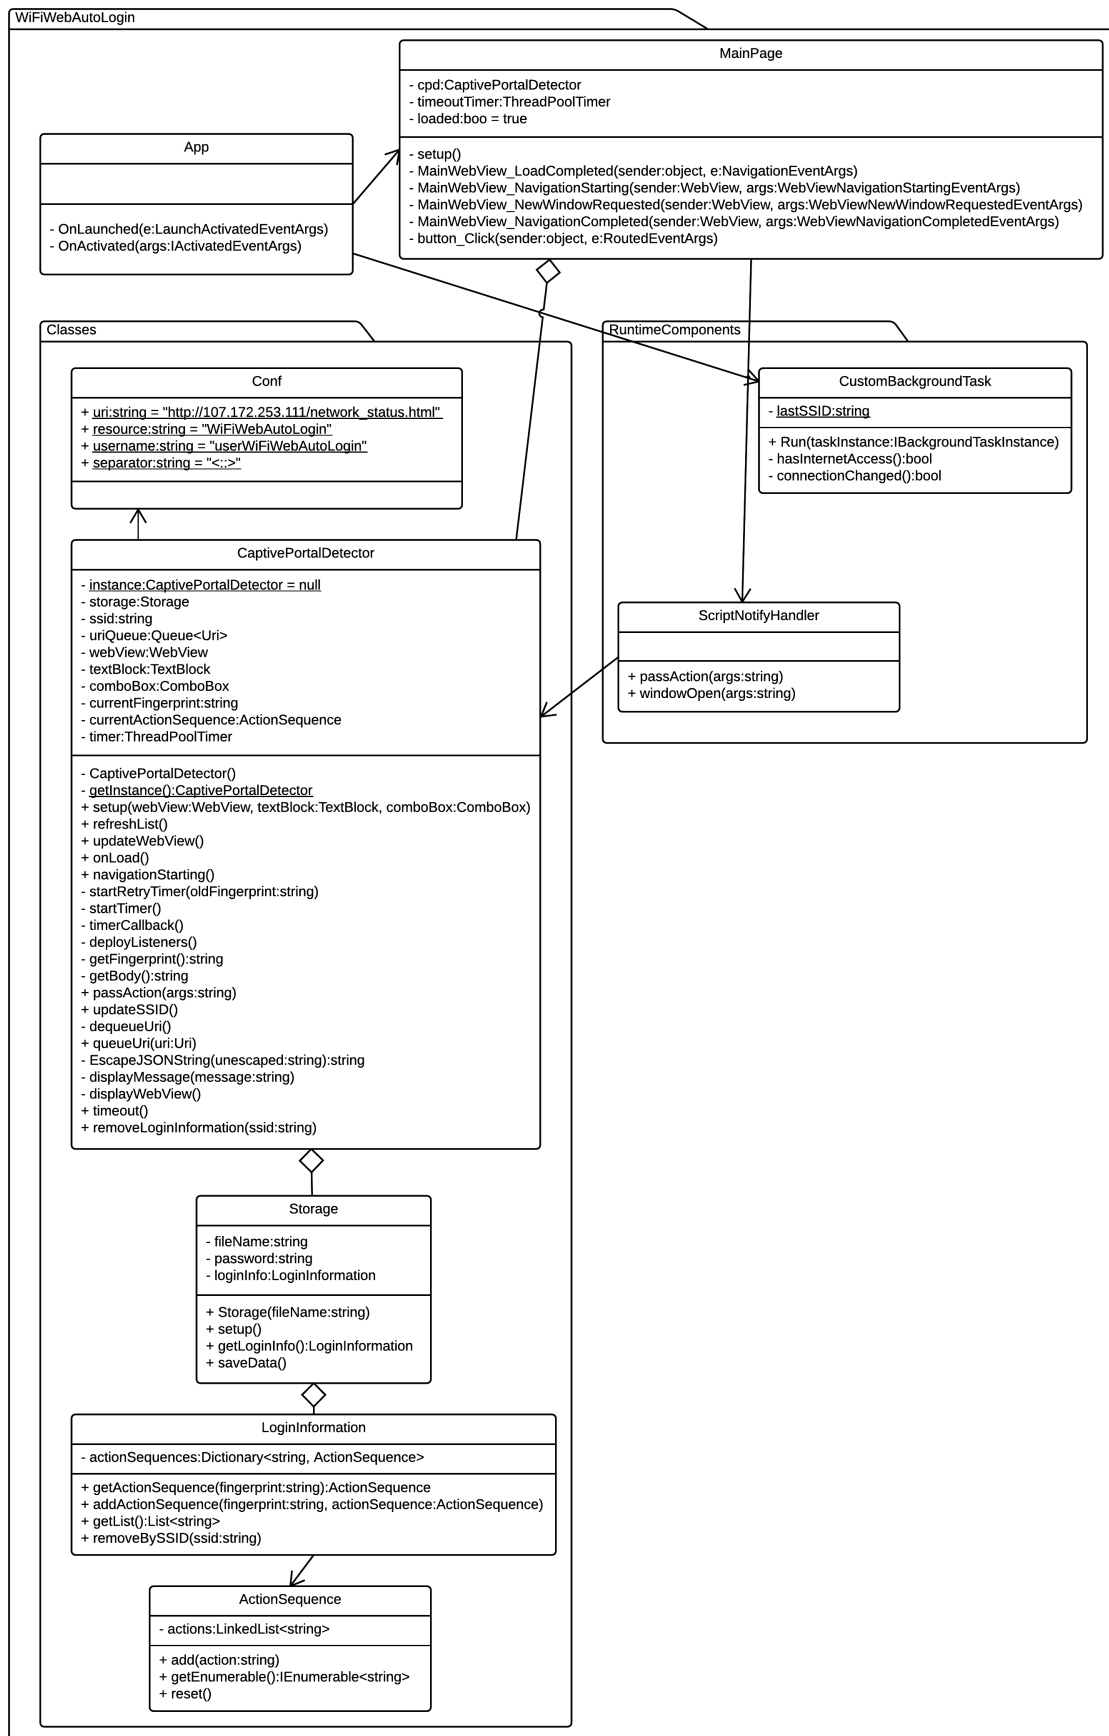 WiFiWebAutoLogin
MainPage
- cpd:CaptivePortalDetector
- timeoutTimer:ThreadPoolTimer
- loaded:boo = true
- setup()
- MainWebView_LoadCompleted(sender:object, e:NavigationEventArgs)
- MainWebView_NavigationStarting(sender:WebView, args:WebViewNavigationStartingEventArgs)
- MainWebView_NewWindowRequested(sender:WebView, args:WebViewNewWindowRequestedEventArgs)
- MainWebView_NavigationCompleted(sender:WebView, args:WebViewNavigationCompletedEventArgs)
- button_Click(sender:object, e:RoutedEventArgs)
App
- OnLaunched(e:LaunchActivatedEventArgs)
- OnActivated(args:IActivatedEventArgs)
Classes
Conf
+ uri:string = "http://107.172.253.111/network_status.html"
+ resource:string = "WiFiWebAutoLogin"
+ username:string = "userWiFiWebAutoLogin"
+ separator:string = "<::>"
RuntimeComponents
CustomBackgroundTask
- lastSSID:string
+ Run(taskInstance:IBackgroundTaskInstance)
- hasInternetAccess():bool
- connectionChanged():bool
CaptivePortalDetector
- instance:CaptivePortalDetector = null
- storage:Storage
- ssid:string
- uriQueue:Queue<Uri>
- webView:WebView
- textBlock:TextBlock
- comboBox:ComboBox
- currentFingerprint:string
- currentActionSequence:ActionSequence
- timer:ThreadPoolTimer
- CaptivePortalDetector()
- getInstance():CaptivePortalDetector
+ setup(webView:WebView, textBlock:TextBlock, comboBox:ComboBox)
+ refreshList()
+ updateWebView()
+ onLoad()
+ navigationStarting()
- startRetryTimer(oldFingerprint:string)
- startTimer()
- timerCallback()
- deployListeners()
- getFingerprint():string
- getBody():string
+ passAction(args:string)
+ updateSSID()
- dequeueUri()
+ queueUri(uri:Uri)
- EscapeJSONString(unescaped:string):string
- displayMessage(message:string)
- displayWebView()
+ timeout()
+ removeLoginInformation(ssid:string)
ScriptNotifyHandler
+ passAction(args:string)
+ windowOpen(args:string)
Storage
- fileName:string
- password:string
- loginInfo:LoginInformation
+ Storage(fileName:string)
+ setup()
+ getLoginInfo():LoginInformation
+ saveData()
LoginInformation
- actionSequences:Dictionary<string, ActionSequence>
+ getActionSequence(fingerprint:string):ActionSequence
+ addActionSequence(fingerprint:string, actionSequence:ActionSequence)
+ getList():List<string>
+ removeBySSID(ssid:string)
ActionSequence
- actions:LinkedList<string>
+ add(action:string)
+ getEnumerable():IEnumerable<string>
+ reset()